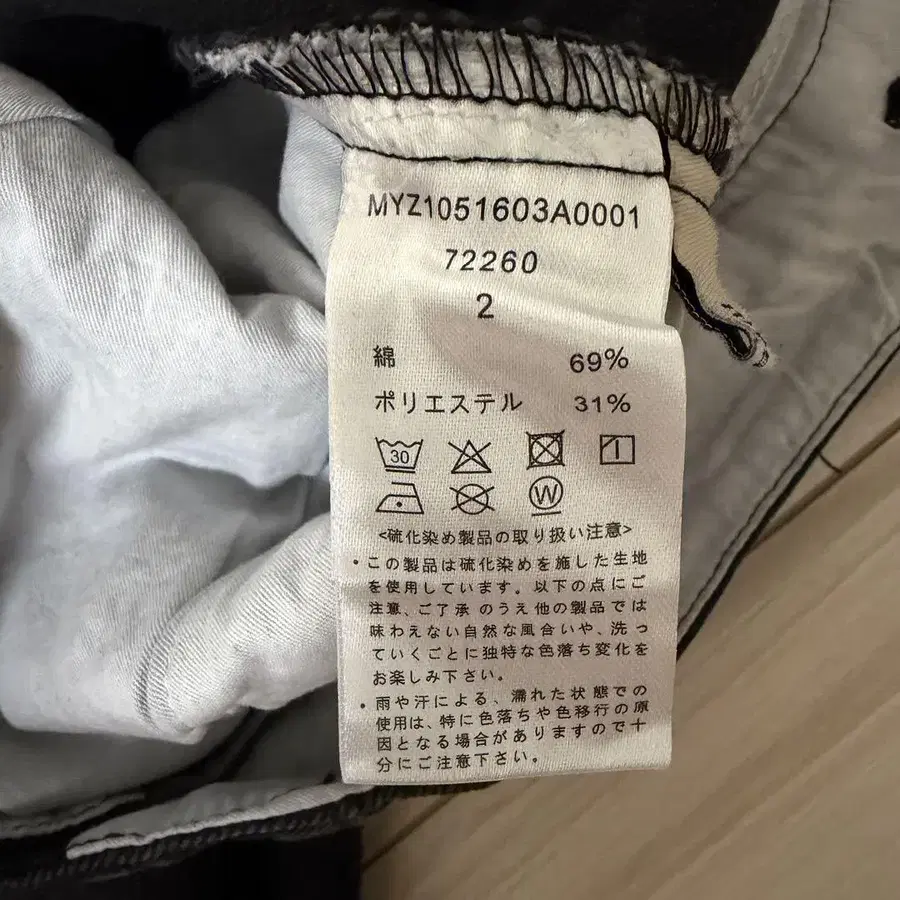 MYZ1051603A0001
72260
2
綿 69%
ポリエステル 31%
30
W
<硫化染め製品の取り扱い注意>
・この製品は硫化染めを施した生地
を使用しています。以下の点にご
注意、ご了承 のうえ他の製品では
味わえない自然な風合いや、洗っ
ていくごとに独特な色落ち変化を
お楽しみ下さい。
・雨や汗による、濡れた状態での
使用は、特に色落ちや色移行の原
因となる場合がありますので十
分にご注意下さい。